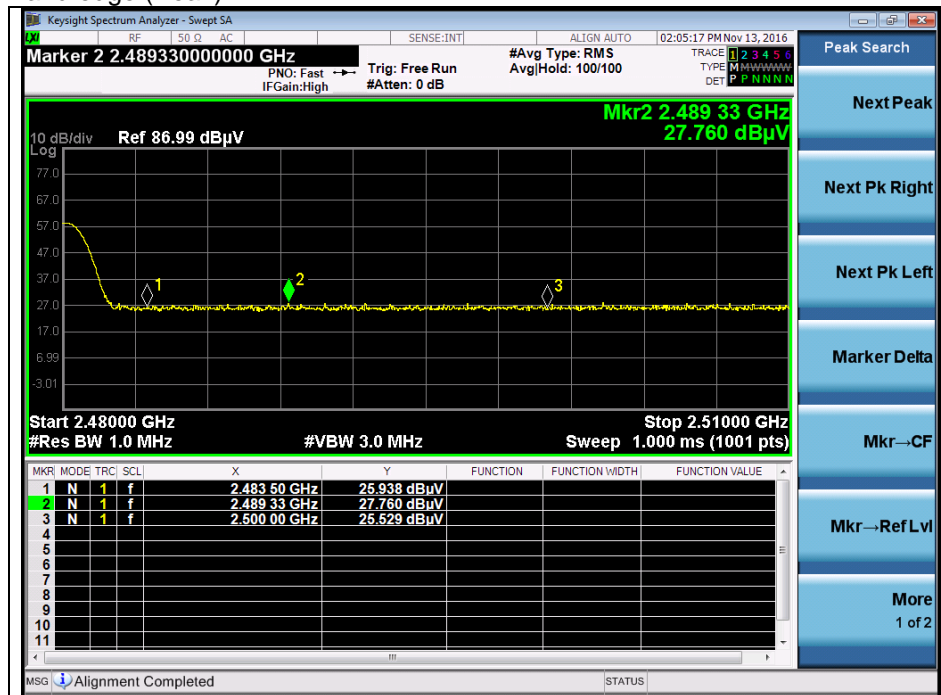 Keysight Spectrum Analyzer - Swept SA
LXI RF 50 Ω AC SENSE:INT ALIGN AUTO 02:05:17 PM Nov 13, 2016
Marker 2 2.489330000000 GHz
PNO: Fast
IFGain:High
Trig: Free Run
#Atten: 0 dB
#Avg Type: RMS
Avg|Hold: 100/100
TRACE 1 2 3 4 5 6
TYPE M M W W W W
DET P P N N N N
Mkr2 2.489 33 GHz
27.760 dBµV
10 dB/div Ref 86.99 dBµV
Log
77.0
67.0
57.0
47.0
37.0
27.0
17.0
6.99
-3.01
1
2
3
Start 2.48000 GHz Stop 2.51000 GHz
#Res BW 1.0 MHz #VBW 3.0 MHz Sweep 1.000 ms (1001 pts)
MKR MODE TRC SCL X Y FUNCTION FUNCTION WIDTH FUNCTION VALUE
1 N 1 f 2.483 50 GHz 25.938 dBµV
2 N 1 f 2.489 33 GHz 27.760 dBµV
3 N 1 f 2.500 00 GHz 25.529 dBµV
4
5
6
7
8
9
10
11
MSG Alignment Completed STATUS
Peak Search
Next Peak
Next Pk Right
Next Pk Left
Marker Delta
Mkr→CF
Mkr→Ref Lvl
More
1 of 2